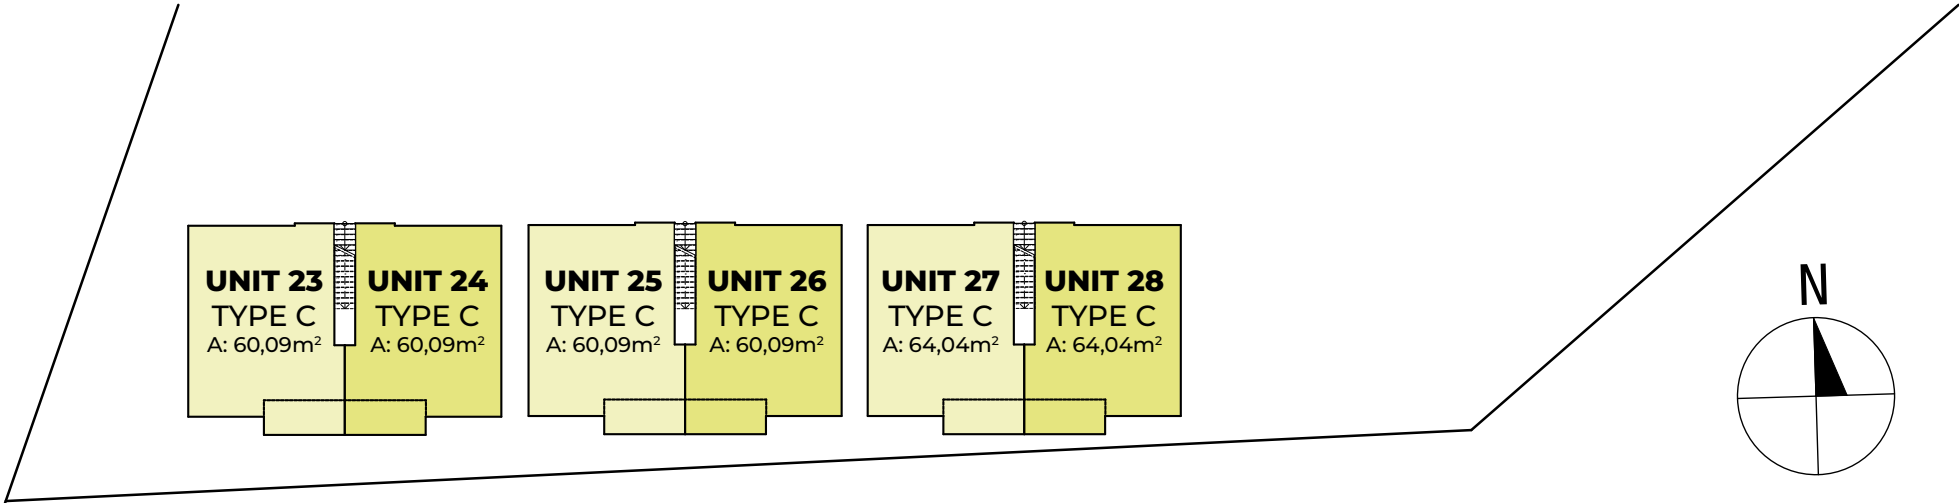 UNIT 23
TYPE C
A: 60,09m²
UNIT 24
TYPE C
A: 60,09m²
UNIT 25
TYPE C
A: 60,09m²
UNIT 26
TYPE C
A: 60,09m²
UNIT 27
TYPE C
A: 64,04m²
UNIT 28
TYPE C
A: 64,04m²
N